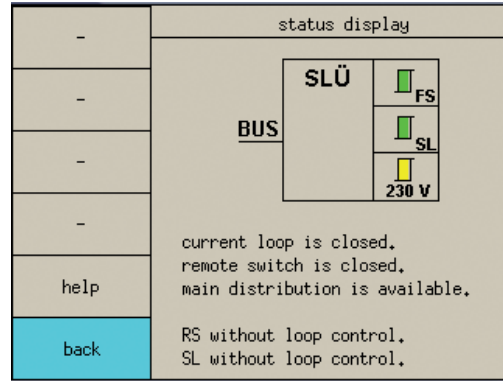 -
-
-
-
help
back
status display
SLÜ
BUS
FS
SL
230 V
current loop is closed.
remote switch is closed.
main distribution is available.
RS without loop control.
SL without loop control.